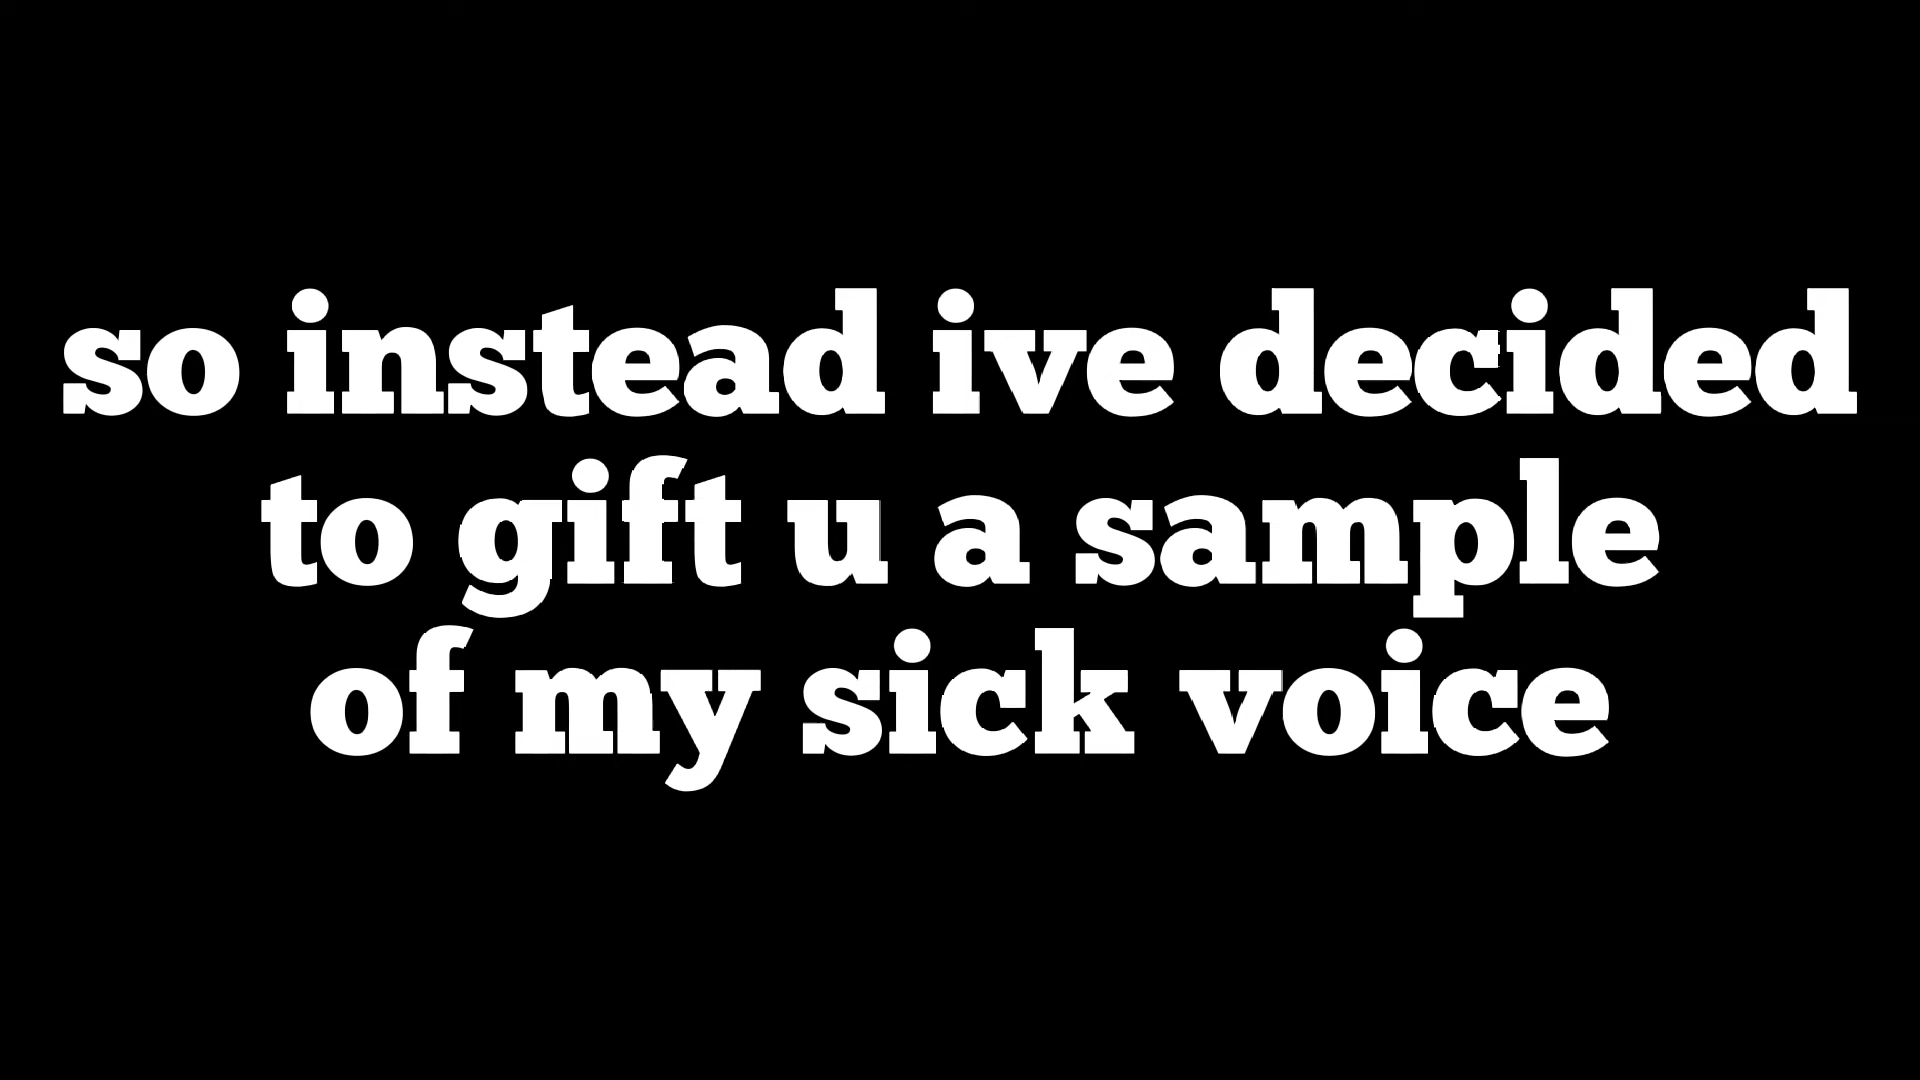 so instead ive decided
to gift u a sample
of my sick voice